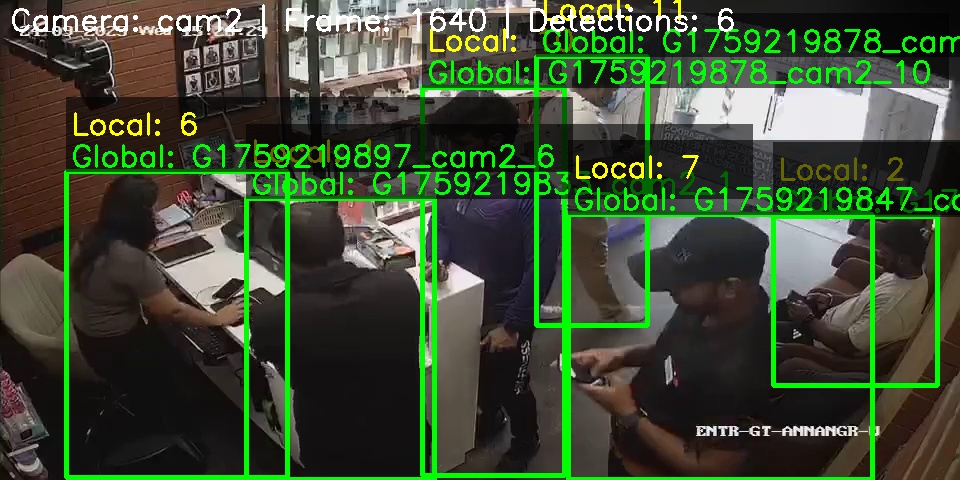 Camera: cam2 | Frame: 1640 | Detections: 6
Local: 11
Local:
Global: G1759219878_cam
Global: G1759219878_cam2_10
Local: 6
Global: G1759219897_cam2_6
Global: G17592198
Local: 7
Local: 2
Global: G1759219847_c
ENTR-GT-ANNANGR-U